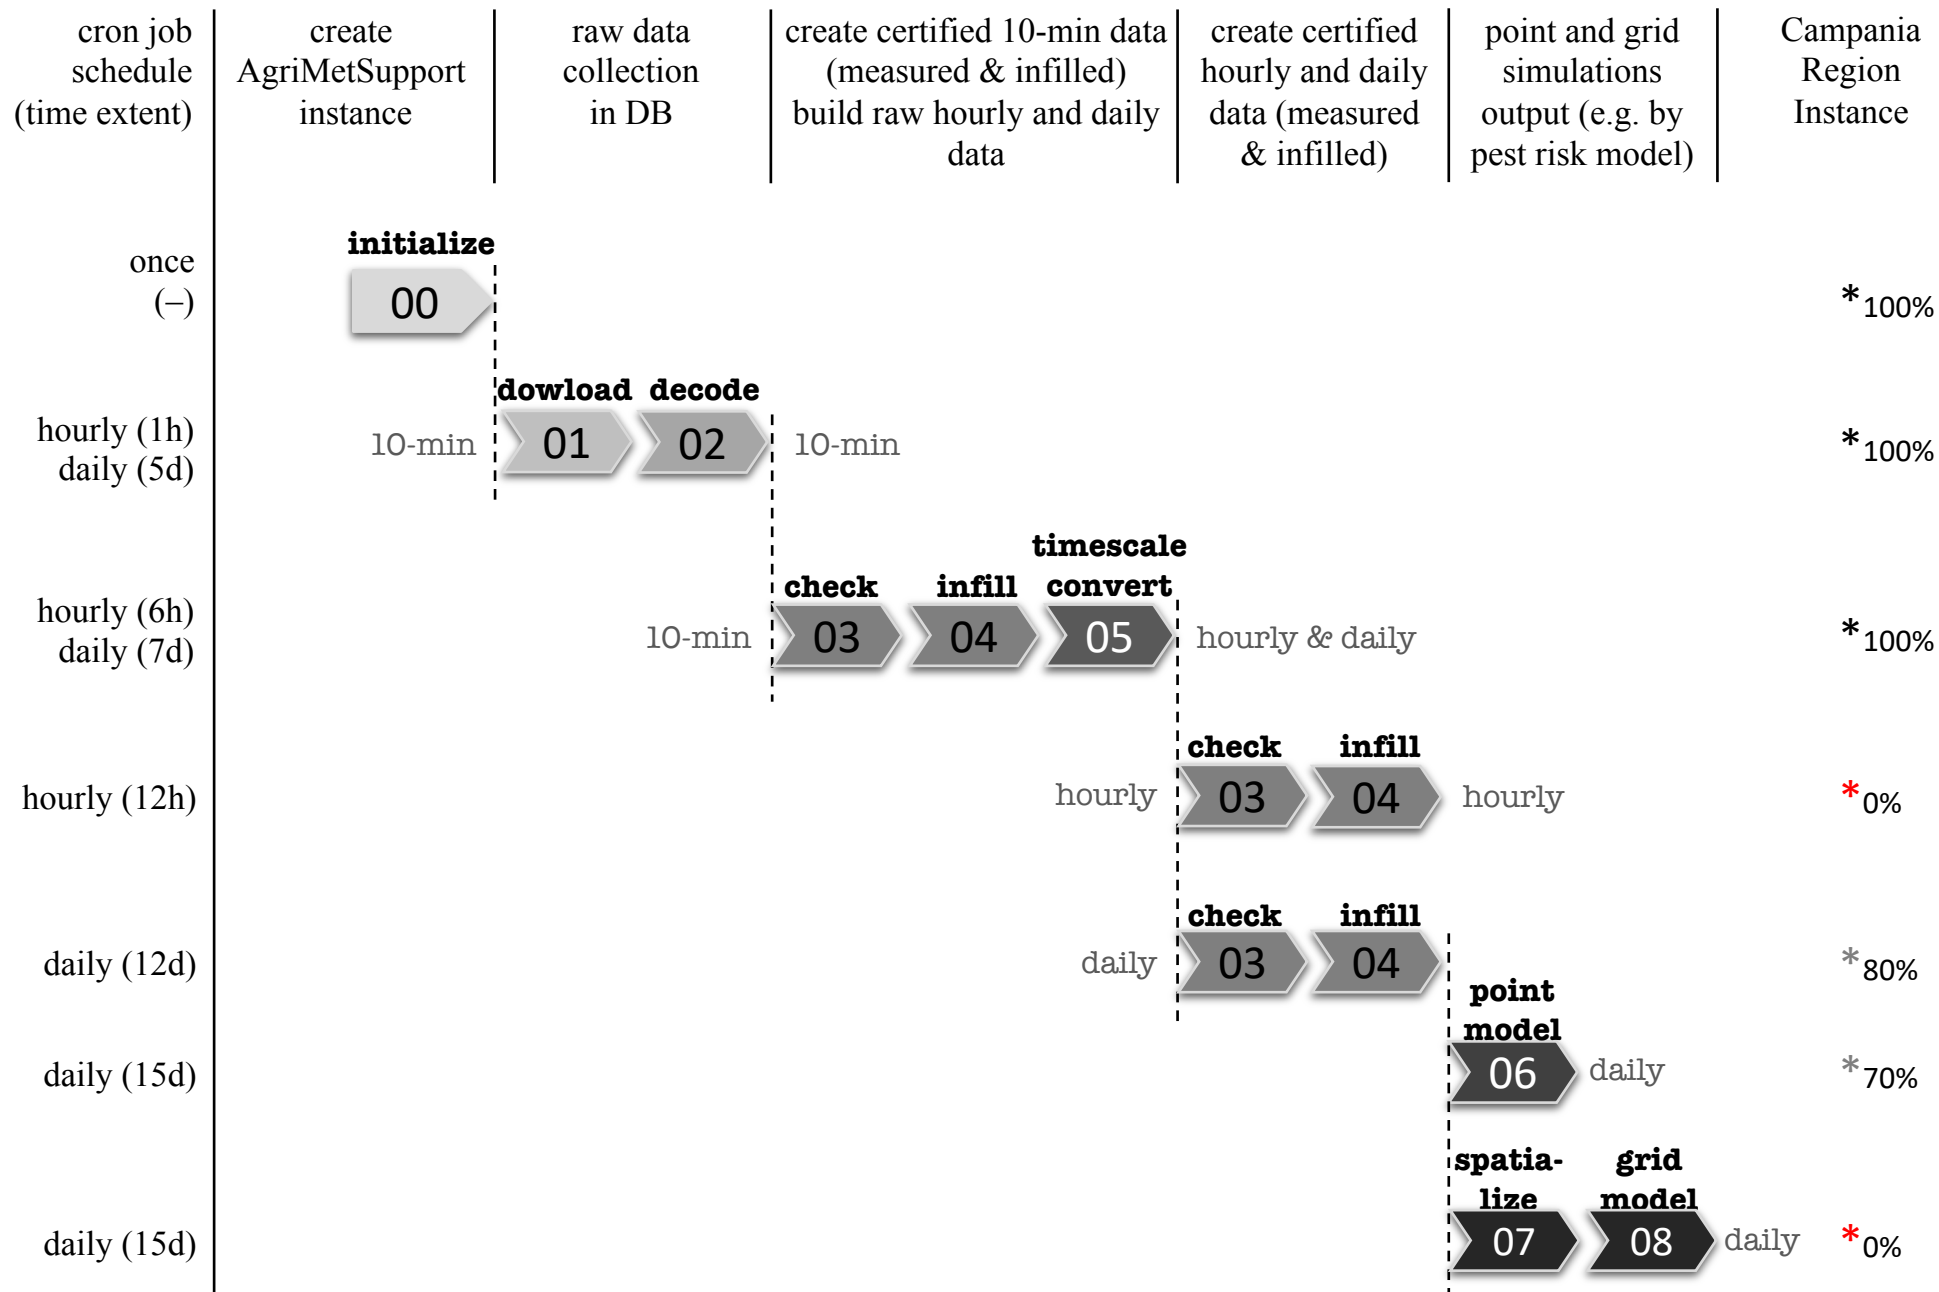 cron job
schedule
(time extent)
create
AgriMetSupport
instance
raw data
collection
in DB
create certified 10-min data
(measured & infilled)
build raw hourly and daily
data
create certified
hourly and daily
data (measured
& infilled)
point and grid
simulations
output (e.g. by
pest risk model)
Campania
Region
Instance
once
(–)
initialize
00
*100%
hourly (1h)
daily (5d)
10-min
dowload
01
decode
02
10-min
*100%
hourly (6h)
daily (7d)
10-min
check
03
infill
04
timescale
convert
05
hourly & daily
*100%
hourly (12h)
hourly
check
03
infill
04
hourly
*0%
daily (12d)
daily
check
03
infill
04
*80%
daily (15d)
point
model
06
daily
*70%
daily (15d)
spatia-
lize
07
grid
model
08
daily
*0%